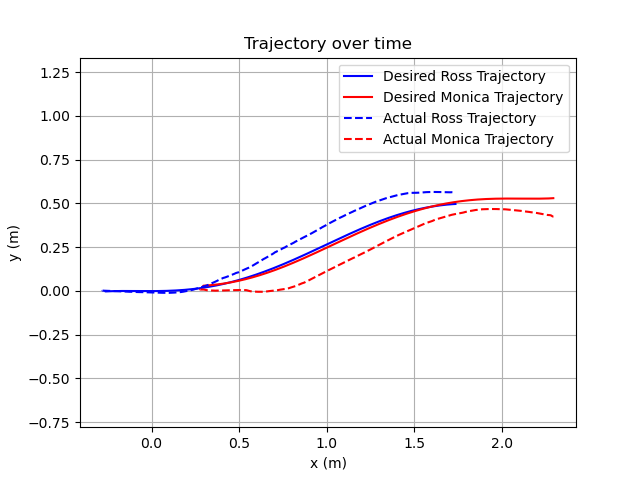 Trajectory over time
Desired Ross Trajectory
Desired Monica Trajectory
Actual Ross Trajectory
Actual Monica Trajectory
1.25
1.00
0.75
0.50
0.25
0.00
−0.25
−0.50
−0.75
y (m)
0.0 0.5 1.0 1.5 2.0
x (m)